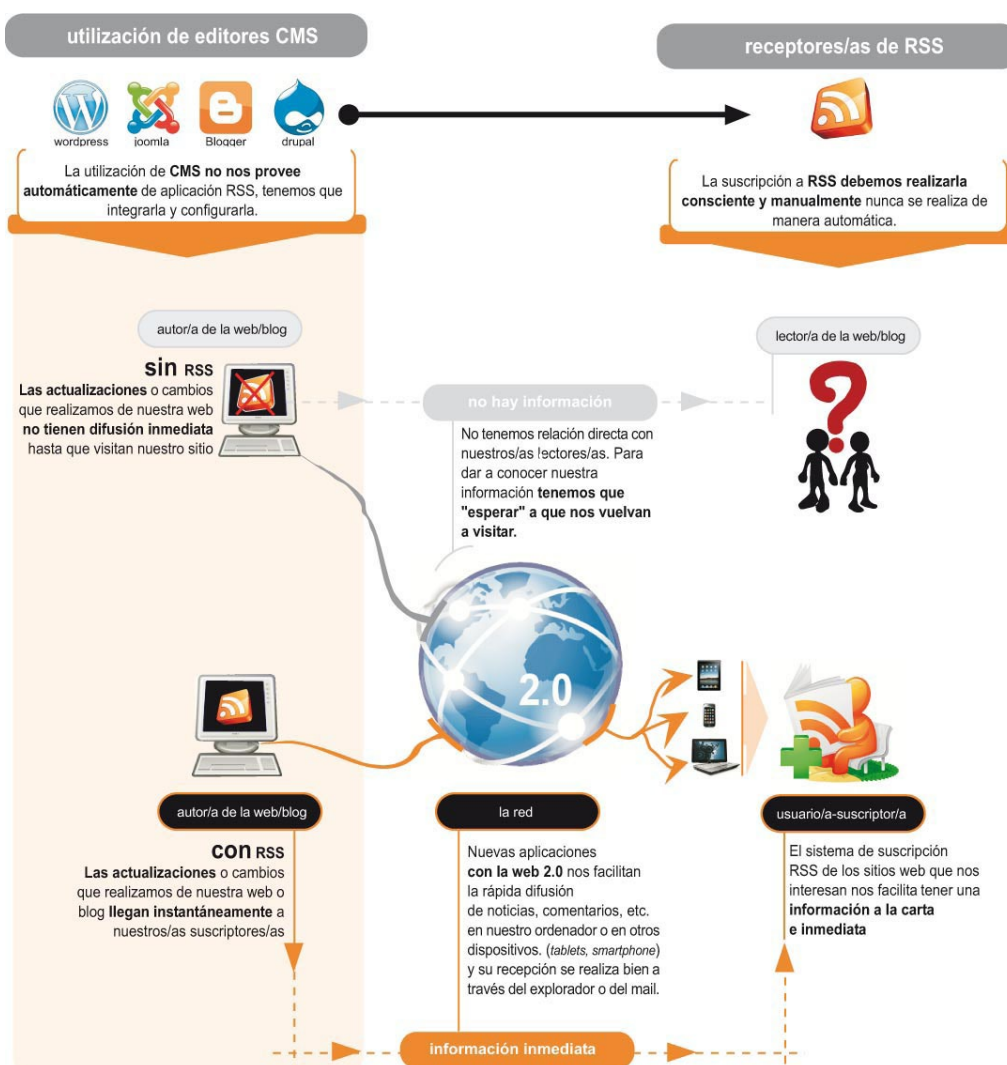 utilización de editores CMS
receptores/as de RSS
wordpress
joomla
Blogger
drupal
La utilización de CMS no nos provee
automáticamente de aplicación RSS, tenemos que
integrarla y configurarla.
La suscripción a RSS debemos realizarla
consciente y manualmente nunca se realiza de
manera automática.
autor/a de la web/blog
sin RSS
Las actualizaciones o cambios
que realizamos de nuestra web
no tienen difusión inmediata
hasta que visitan nuestro sitio
no hay información
No tenemos relación directa con
nuestros/as !ectores/as. Para
dar a conocer nuestra
información tenemos que
"esperar" a que nos vuelvan
a visitar.
lector/a de la web/blog
?
2.0
autor/a de la web/blog
con RSS
Las actualizaciones o cambios
que realizamos de nuestra web o
blog llegan instantáneamente a
nuestros/as suscriptores/as
la red
Nuevas aplicaciones
con la web 2.0 nos facilitan
la rápida difusión
de noticias, comentarios, etc.
en nuestro ordenador o en otros
dispositivos. (tablets, smartphone)
y su recepción se realiza bien a
través del explorador o del mail.
usuario/a-suscriptor/a
El sistema de suscripción
RSS de los sitios web que nos
interesan nos facilita tener una
información a la carta
e inmediata
información inmediata